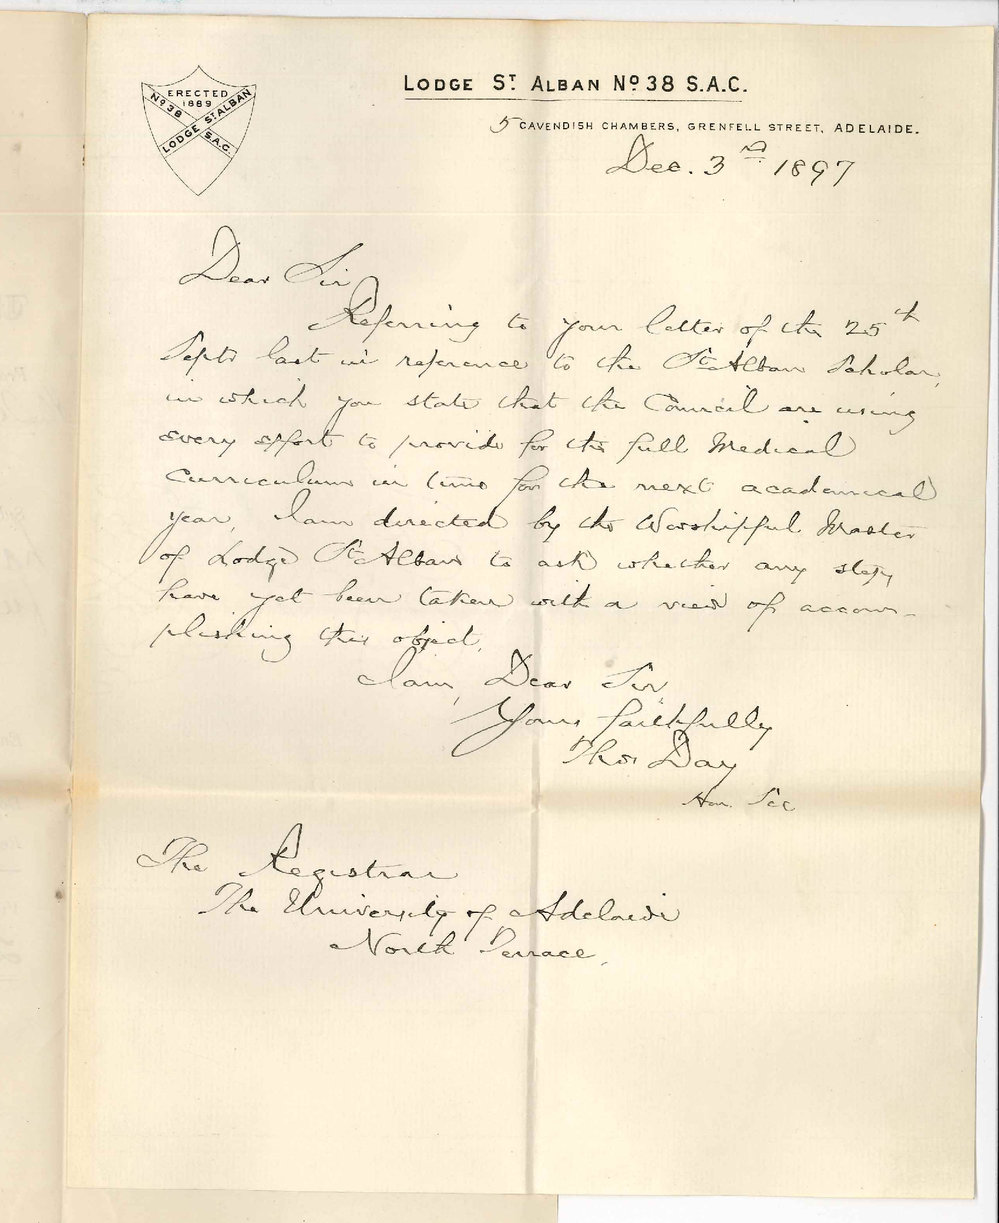 ERECTED
1889
No 38
LODGE ST ALBAN
S.A.C.
LODGE ST. ALBAN No 38 S.A.C.
5 CAVENDISH CHAMBERS, GRENFELL STREET, ADELAIDE.
Dec. 3rd 1897
Dear Sir
Referring to your letter of the 25th
Septr last in reference to the St Alban Scholar,
in which you state that the Council are using
every effort to provide for the full Medical
Curriculum in time for the next academical
year, I am directed by the Worshipful Master
of Lodge St Alban to ask whether any steps
have yet been taken with a view of accom-
plishing this object.
I am, Dear Sir,
Yours faithfully
Thos Day
Hon. Sec
The Registrar
The University of Adelaide
North Terrace.